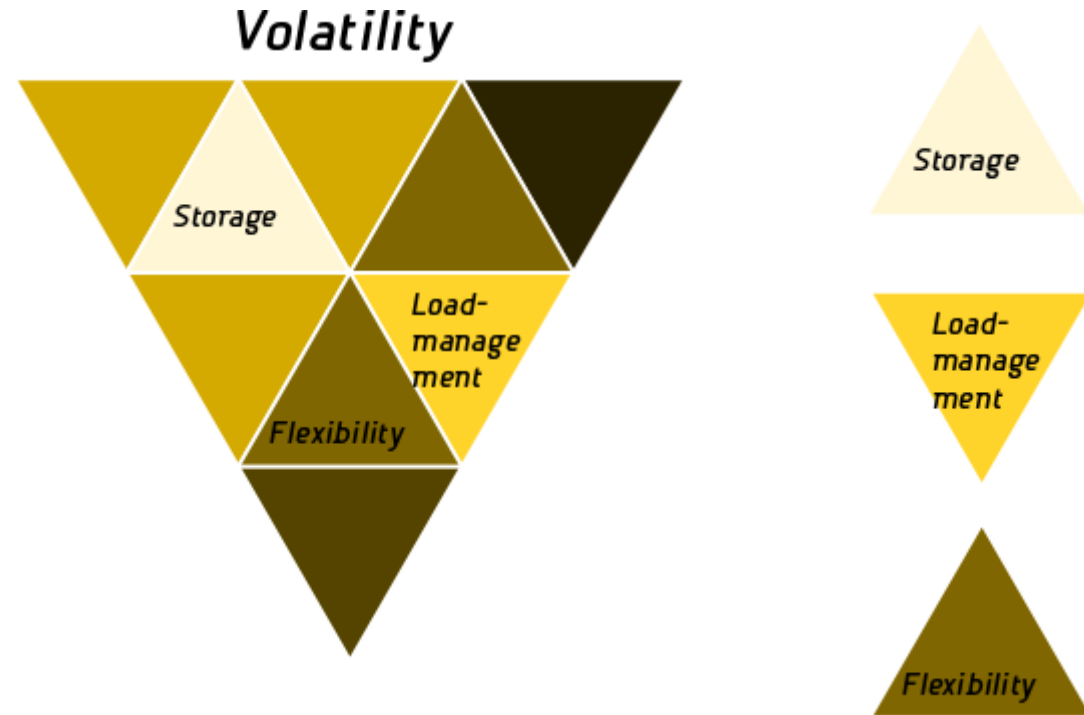 Volatility
Storage
Load-
manage
ment
Flexibility
Storage
Load-
manage
ment
Flexibility